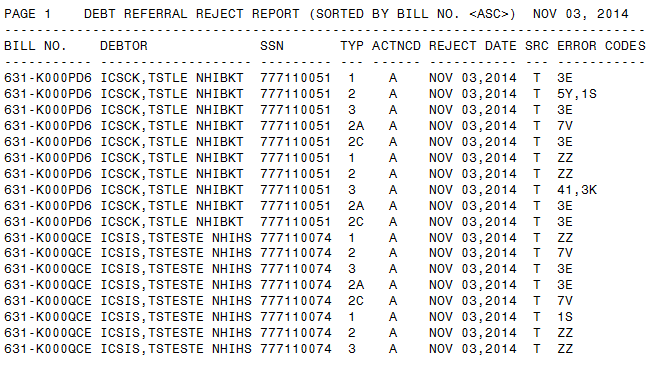 PAGE 1    DEBT REFERRAL REJECT REPORT (SORTED BY BILL NO. <ASC>)  NOV 03, 2014
--------------------------------------------------------------------------------
BILL NO.    DEBTOR              SSN       TYP ACTNCD REJECT DATE SRC ERROR CODES
----------- ------------------- --------- --- ------ ----------- --- -----------
631-K000PD6 ICSCK,TSTLE NHIBKT  777110051  1    A    NOV 03,2014  T  3E
631-K000PD6 ICSCK,TSTLE NHIBKT  777110051  2    A    NOV 03,2014  T  5Y,1S
631-K000PD6 ICSCK,TSTLE NHIBKT  777110051  3    A    NOV 03,2014  T  3E
631-K000PD6 ICSCK,TSTLE NHIBKT  777110051  2A   A    NOV 03,2014  T  7V
631-K000PD6 ICSCK,TSTLE NHIBKT  777110051  2C   A    NOV 03,2014  T  3E
631-K000PD6 ICSCK,TSTLE NHIBKT  777110051  1    A    NOV 03,2014  T  ZZ
631-K000PD6 ICSCK,TSTLE NHIBKT  777110051  2    A    NOV 03,2014  T  ZZ
631-K000PD6 ICSCK,TSTLE NHIBKT  777110051  3    A    NOV 03,2014  T  41,3K
631-K000PD6 ICSCK,TSTLE NHIBKT  777110051  2A   A    NOV 03,2014  T  3E
631-K000PD6 ICSCK,TSTLE NHIBKT  777110051  2C   A    NOV 03,2014  T  3E
631-K000QCE ICSIS,TSTESTE NHIHS 777110074  1    A    NOV 03,2014  T  ZZ
631-K000QCE ICSIS,TSTESTE NHIHS 777110074  2    A    NOV 03,2014  T  7V
631-K000QCE ICSIS,TSTESTE NHIHS 777110074  3    A    NOV 03,2014  T  3E
631-K000QCE ICSIS,TSTESTE NHIHS 777110074  2A   A    NOV 03,2014  T  3E
631-K000QCE ICSIS,TSTESTE NHIHS 777110074  2C   A    NOV 03,2014  T  7V
631-K000QCE ICSIS,TSTESTE NHIHS 777110074  1    A    NOV 03,2014  T  1S
631-K000QCE ICSIS,TSTESTE NHIHS 777110074  2    A    NOV 03,2014  T  ZZ
631-K000QCE ICSIS,TSTESTE NHIHS 777110074  3    A    NOV 03,2014  T  ZZ